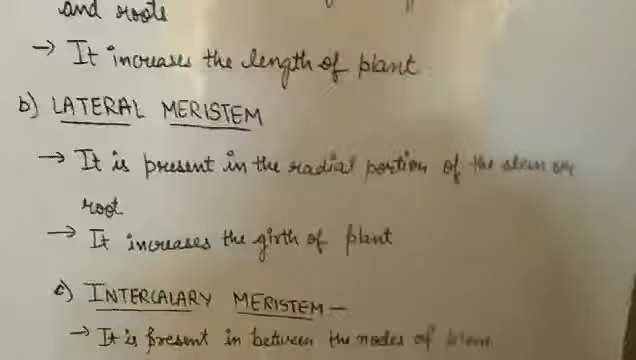 and roots
→ It increases the length of plant
b) LATERAL MERISTEM
→ It is present in the radial portion of the stem or
root
→ It increases the girth of plant
c) INTERCALARY MERISTEM –
→ It is present in between the nodes of